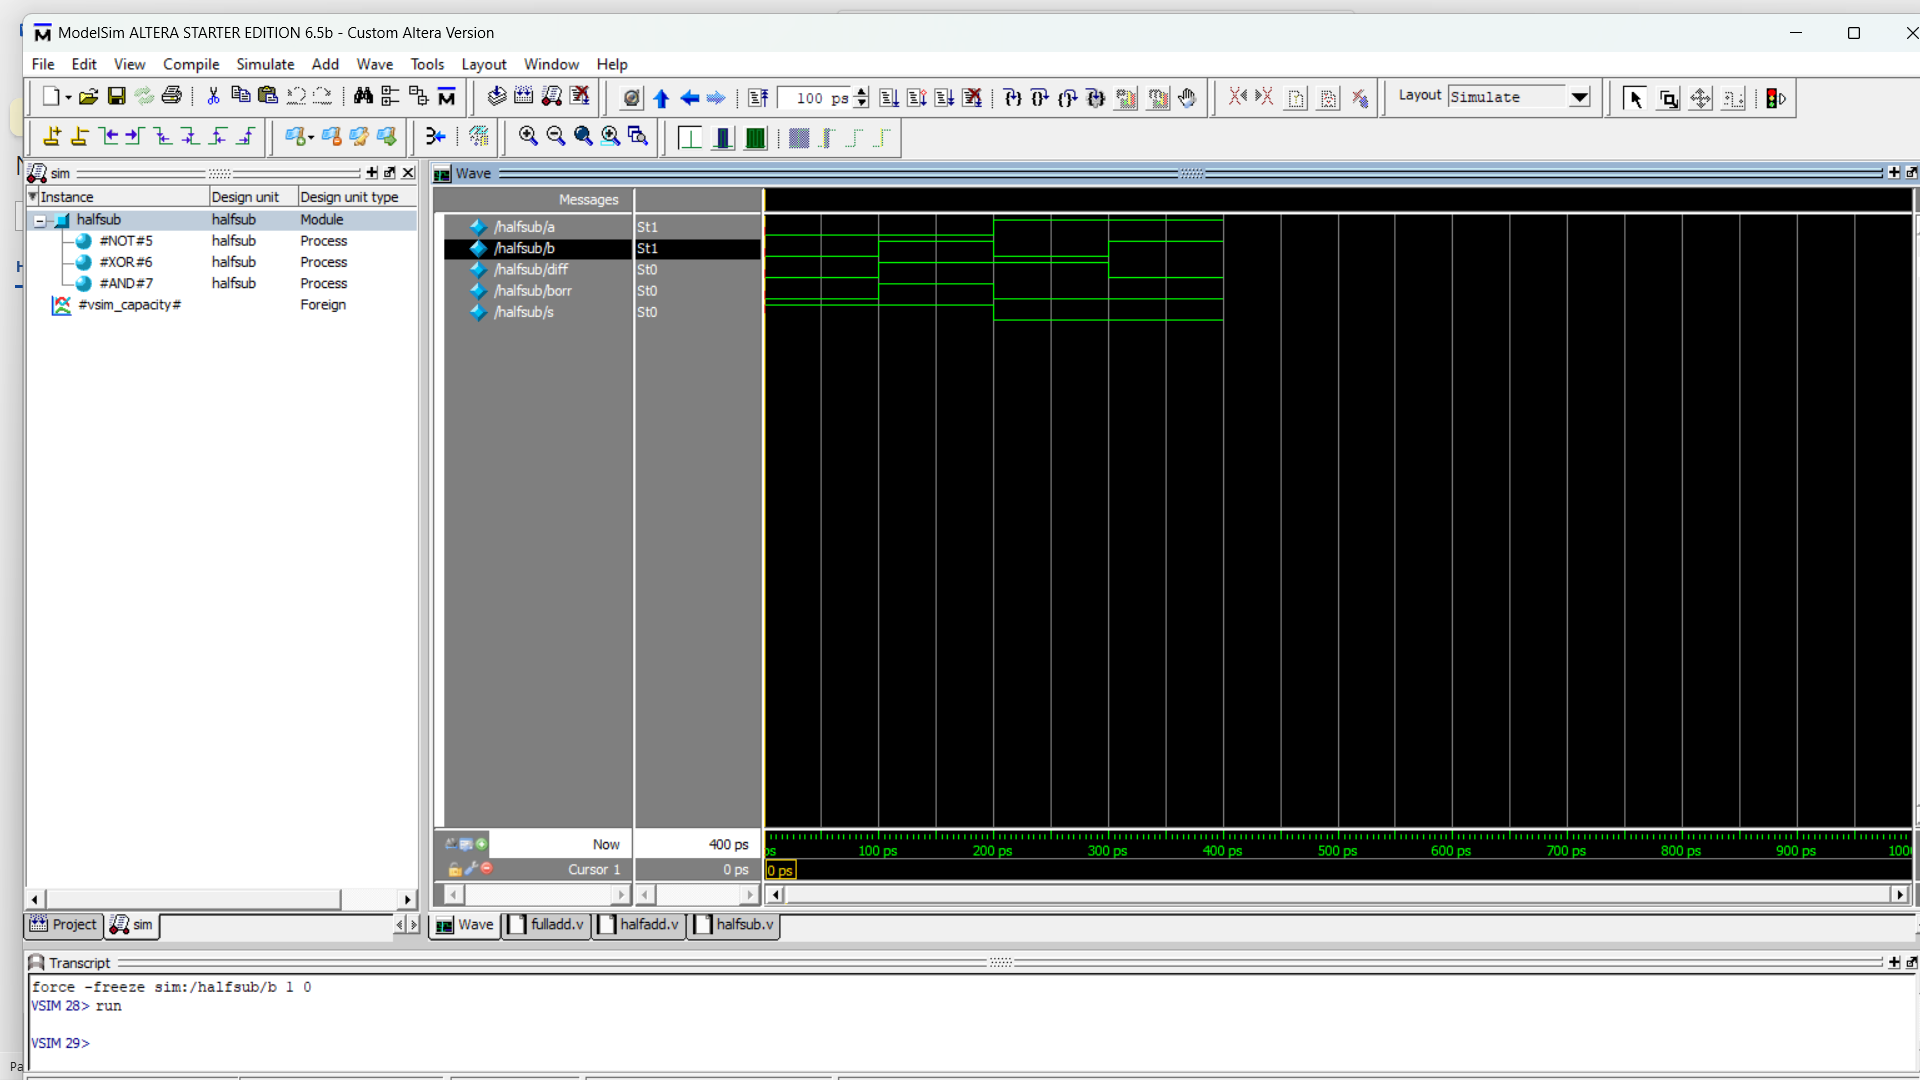 ModelSim ALTERA STARTER EDITION 6.5b - Custom Altera Version
File Edit View Compile Simulate Add Wave Tools Layout Window Help
100 ps
Layout Simulate
sim
Instance Design unit Design unit type
halfsub halfsub Module
#NOT#5 halfsub Process
#XOR#6 halfsub Process
#AND#7 halfsub Process
#vsim_capacity# Foreign
Project sim
Wave
Messages
/halfsub/a St1
/halfsub/b St1
/halfsub/diff St0
/halfsub/borr St0
/halfsub/s St0
Now 400 ps
Cursor 1 0 ps
ps 100 ps 200 ps 300 ps 400 ps 500 ps 600 ps 700 ps 800 ps 900 ps 100
0 ps
Wave fulladd.v halfadd.v halfsub.v
Transcript
force -freeze sim:/halfsub/b 1 0
VSIM 28> run
VSIM 29>
Pa